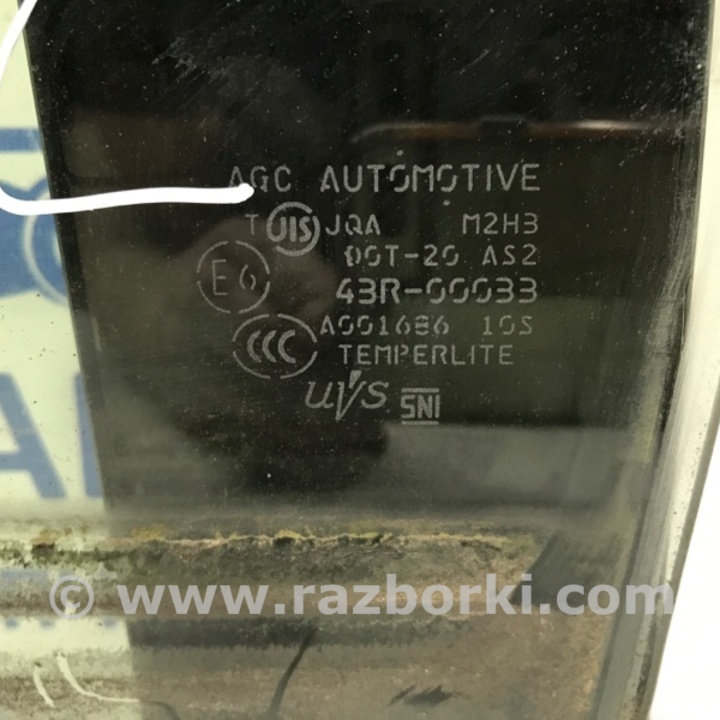 AGC AUTOMOTIVE
T JIS JQA M2H3
DOT-20 AS2
E6 43R-00033
CCC A001686 10S
TEMPERLITE
UVS SNI
© www.razborki.com